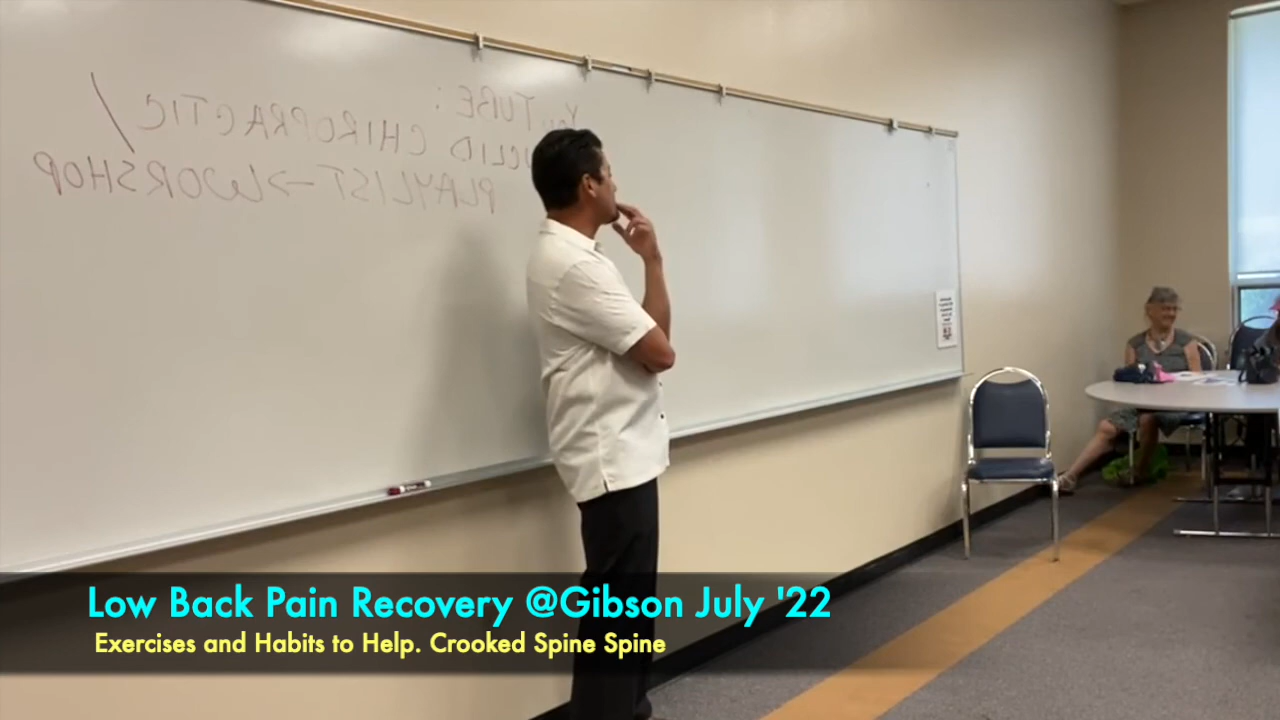 YouTUBE:
EUCLID CHIROPRACTIC /
PLAYLIST → WORSHOP
Low Back Pain Recovery @Gibson July '22
Exercises and Habits to Help. Crooked Spine Spine